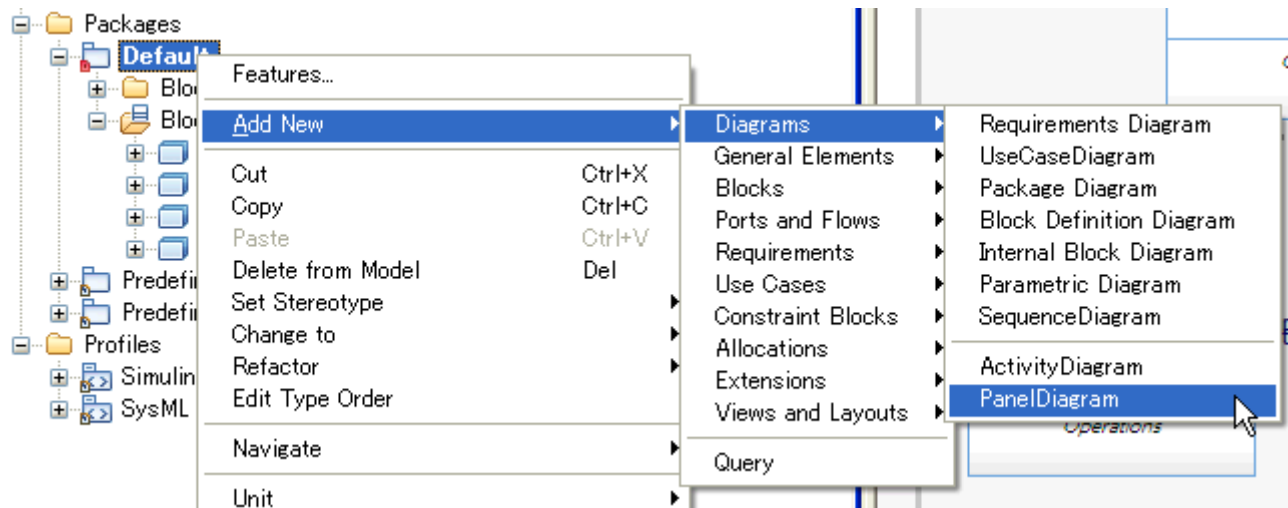 Packages
Default
Features...
Add New
Cut Ctrl+X
Copy Ctrl+C
Paste Ctrl+V
Delete from Model Del
Set Stereotype
Change to
Refactor
Edit Type Order
Navigate
Unit
Profiles
SysML
Diagrams
General Elements
Blocks
Ports and Flows
Requirements
Use Cases
Constraint Blocks
Allocations
Extensions
Views and Layouts
Query
Requirements Diagram
UseCaseDiagram
Package Diagram
Block Definition Diagram
Internal Block Diagram
Parametric Diagram
SequenceDiagram
ActivityDiagram
PanelDiagram
Operations